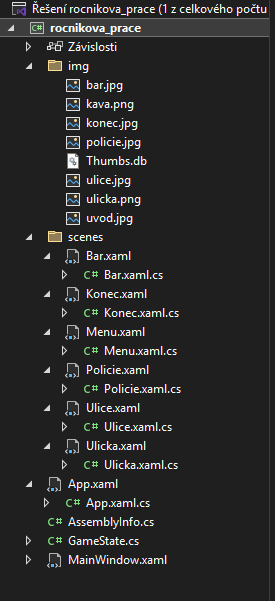 Řešení rocnikova_prace (1 z celkového počtu
C# rocnikova_prace
Závislosti
img
bar.jpg
kava.png
konec.jpg
policie.jpg
Thumbs.db
ulice.jpg
ulicka.png
uvod.jpg
scenes
Bar.xaml
C# Bar.xaml.cs
Konec.xaml
C# Konec.xaml.cs
Menu.xaml
C# Menu.xaml.cs
Policie.xaml
C# Policie.xaml.cs
Ulice.xaml
C# Ulice.xaml.cs
Ulicka.xaml
C# Ulicka.xaml.cs
App.xaml
C# App.xaml.cs
C# AssemblyInfo.cs
C# GameState.cs
MainWindow.xaml